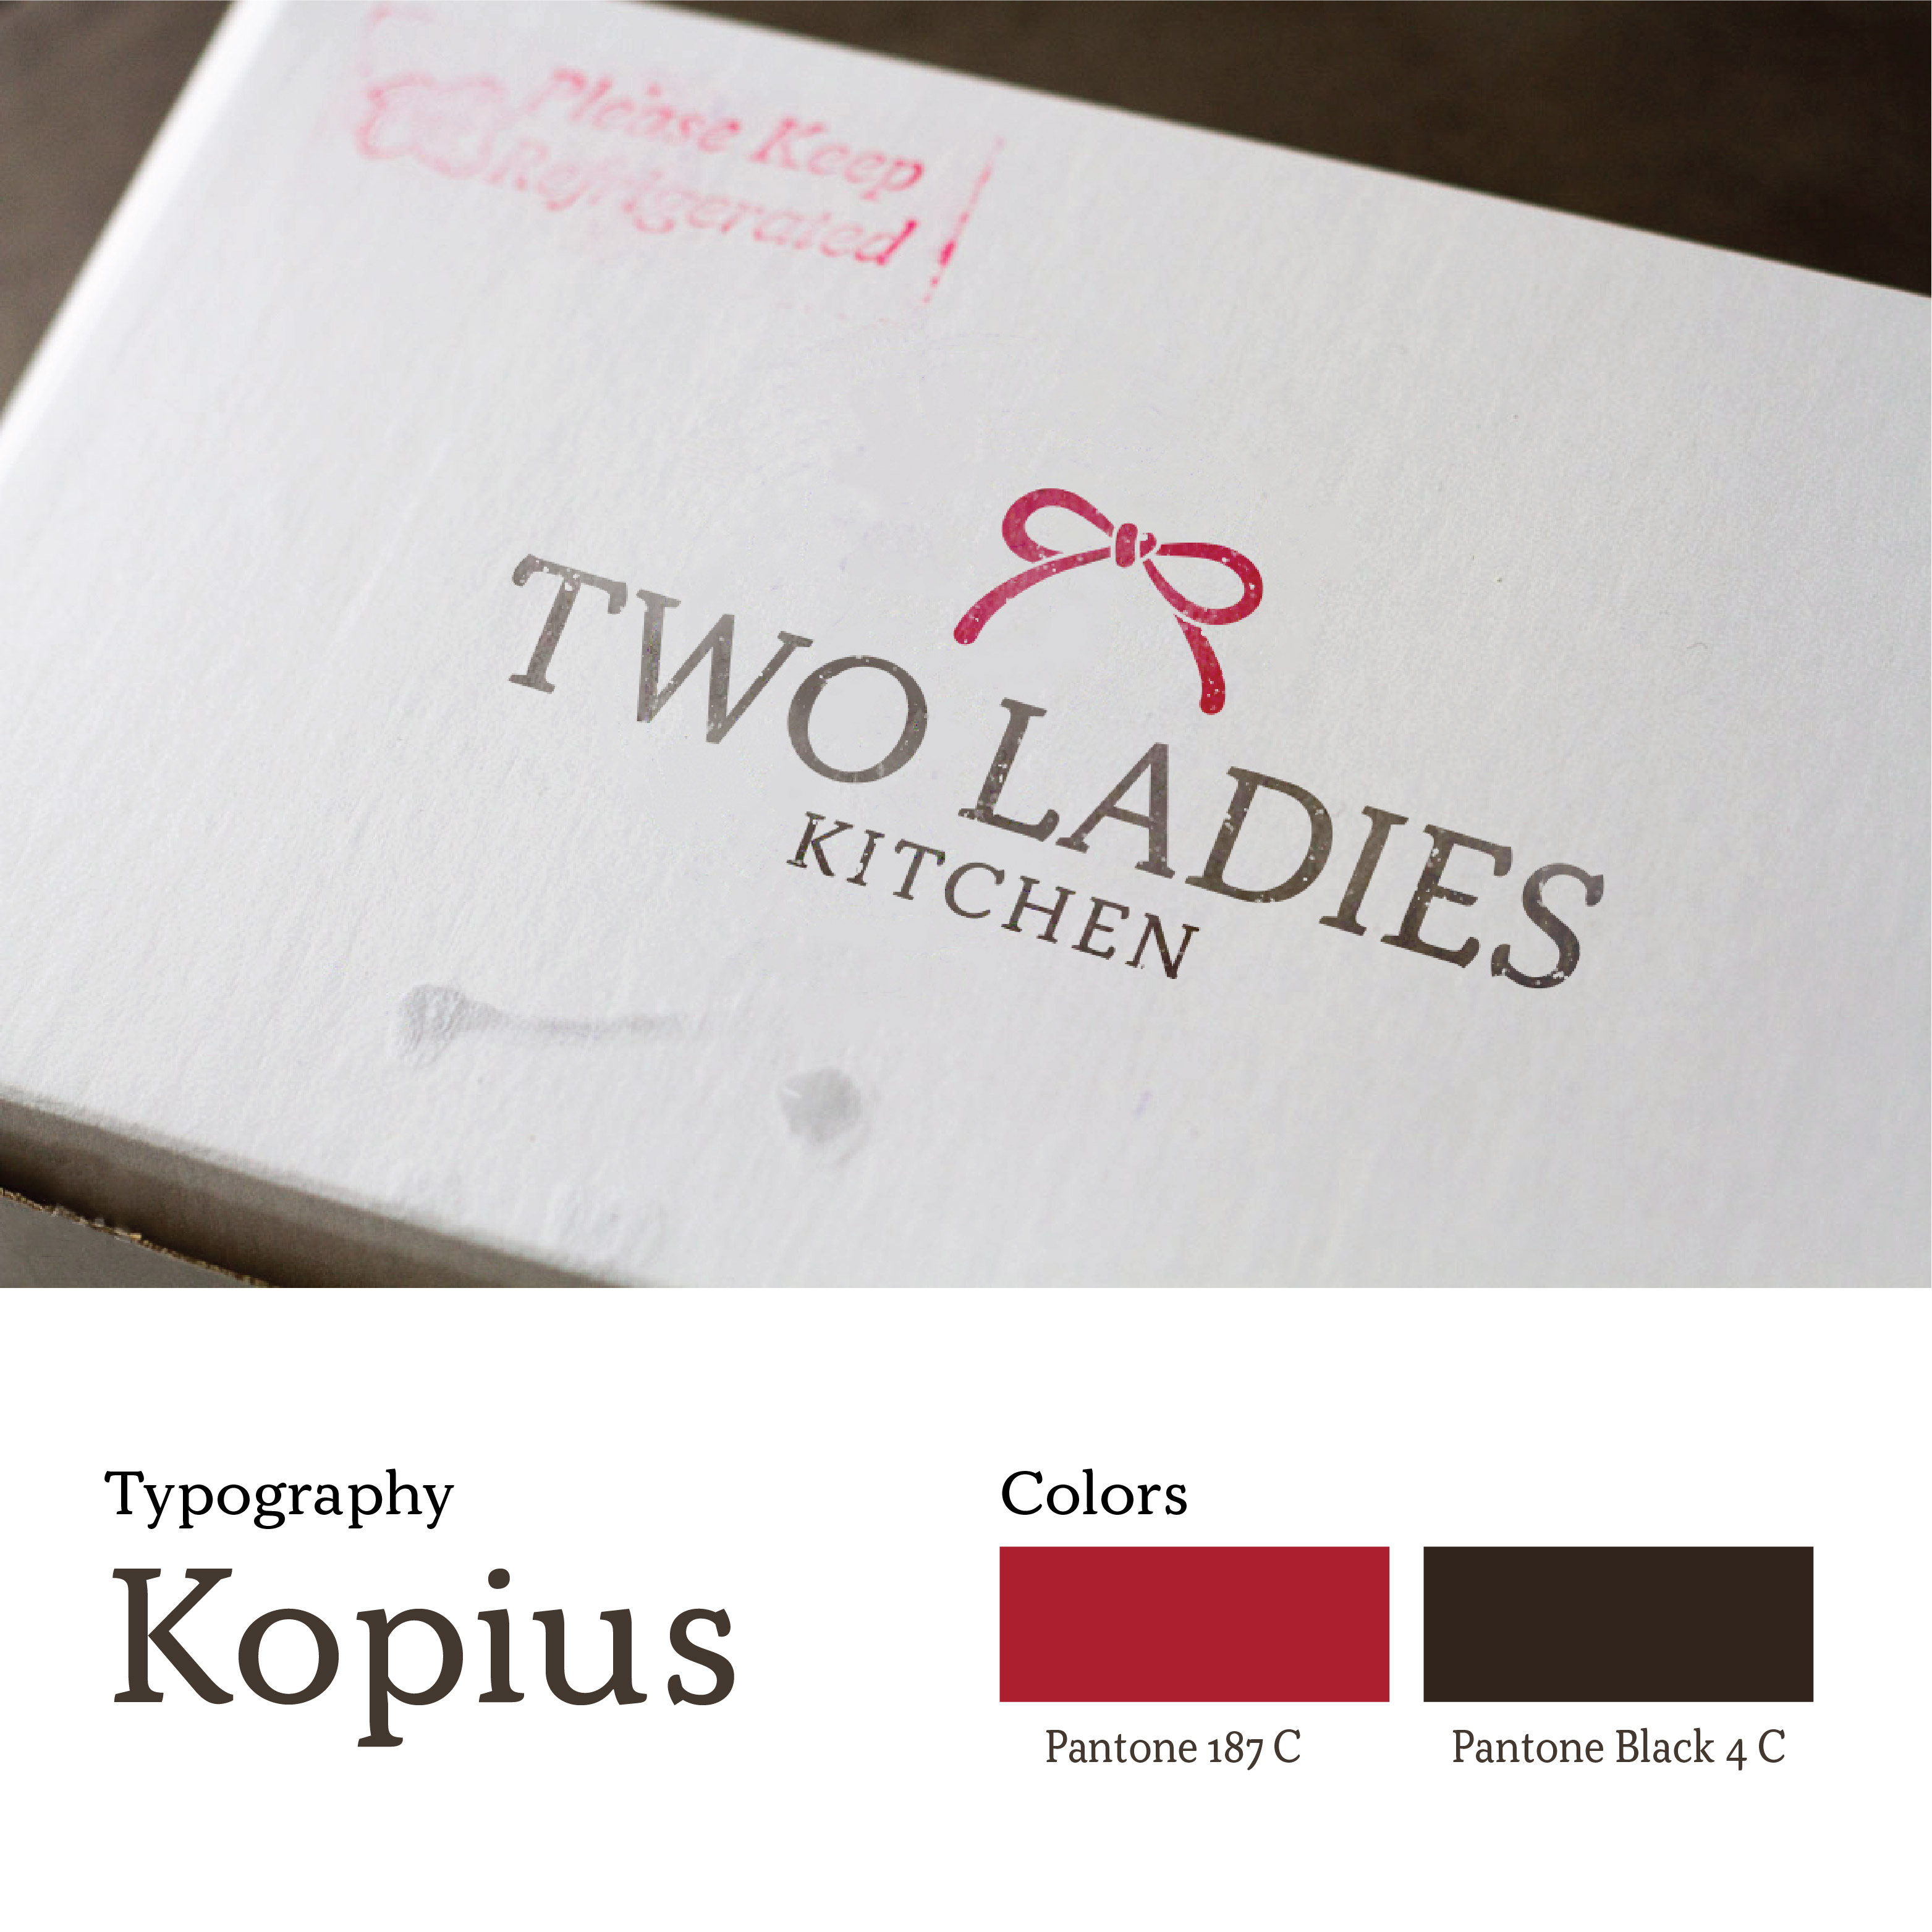 Please Keep
Refrigerated
TWO LADIES
KITCHEN
Typography
Kopius
Colors
Pantone 187 C
Pantone Black 4 C